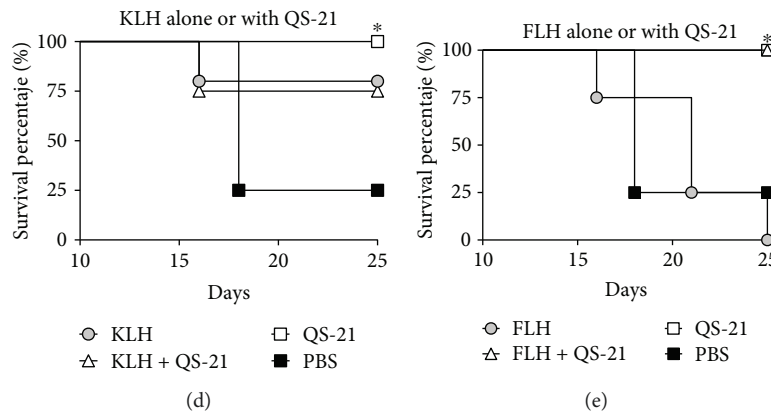 KLH alone or with QS-21
*
100
75
50
25
0
Survival percentaje (%)
10 15 20 25
Days
KLH QS-21
KLH + QS-21 PBS
(d)
FLH alone or with QS-21
*
100
75
50
25
0
Survival percentaje (%)
10 15 20 25
Days
FLH QS-21
FLH + QS-21 PBS
(e)